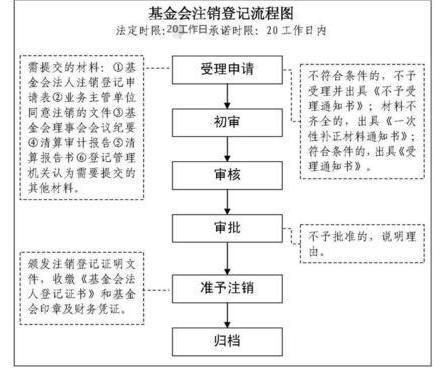 基金会注销登记流程图
法定时限:20工作日承诺时限: 20 工作日内
需提交的材料: ①基
金会法人注销登记申
请表②业务主管单位
同意注销的文件③基
金会理事会会议纪要
④清算审计报告⑤清
算报告书⑥登记管理
机关认为需要提交的
其他材料。
受理申请
不符合条件的, 不予
受理并出具《不予受
理通知书》; 材料不
齐全的, 出具《一次
性补正材料通知书》;
符合条件的, 出具《受
理通知书》。
初审
审核
审批
不予批准的, 说明理
由。
颁发注销登记证明文
件, 收缴《基金会法
人登记证书》和基金
会印章及财务凭证。
准予注销
归档